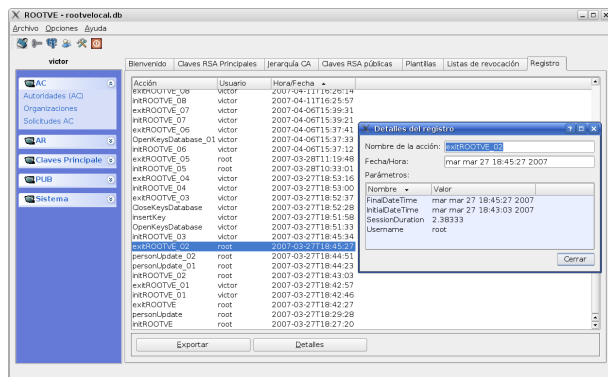 ROOTVE - rootvelocal.db
Archivo Opciones Ayuda
victor
Bienvenido Claves RSA Principales Jerarquía CA Claves RSA públicas Plantillas Listas de revocación Registro
AC
Autoridades (AC)
Organizaciones
Solicitudes AC
AR
Claves Principale
PUB
Sistema
Acción Usuario Hora/Fecha
exitROOTVE_08 victor 2007-04-11T16:26:14
initROOTVE_08 victor 2007-04-11T16:25:57
exitROOTVE_07 victor 2007-04-06T15:39:31
initROOTVE_07 victor 2007-04-06T15:39:21
exitROOTVE_06 victor 2007-04-06T15:37:41
OpenKeysDatabase_01 victor 2007-04-06T15:37:33
initROOTVE_06 victor 2007-04-06T15:37:12
exitROOTVE_05 root 2007-03-28T11:19:48
initROOTVE_05 root 2007-03-28T10:33:01
exitROOTVE_04 victor 2007-03-27T18:53:16
initROOTVE_04 victor 2007-03-27T18:53:00
exitROOTVE_03 victor 2007-03-27T18:52:37
CloseKeysDatabase victor 2007-03-27T18:52:28
insertKey victor 2007-03-27T18:51:58
OpenKeysDatabase victor 2007-03-27T18:51:33
initROOTVE_03 victor 2007-03-27T18:45:34
exitROOTVE_02 root 2007-03-27T18:45:27
personUpdate_02 root 2007-03-27T18:44:51
personUpdate_01 root 2007-03-27T18:44:23
initROOTVE_02 root 2007-03-27T18:43:03
exitROOTVE_01 victor 2007-03-27T18:42:57
initROOTVE_01 victor 2007-03-27T18:42:46
exitROOTVE root 2007-03-27T18:42:27
personUpdate root 2007-03-27T18:29:28
initROOTVE root 2007-03-27T18:27:20
Exportar Detalles
Detalles del registro
Nombre de la acción: exitROOTVE_02
Fecha/Hora: mar mar 27 18:45:27 2007
Parámetros:
Nombre Valor
FinalDateTime mar mar 27 18:45:27 2007
InitialDateTime mar mar 27 18:43:03 2007
SessionDuration 2.38333
Username root
Cerrar